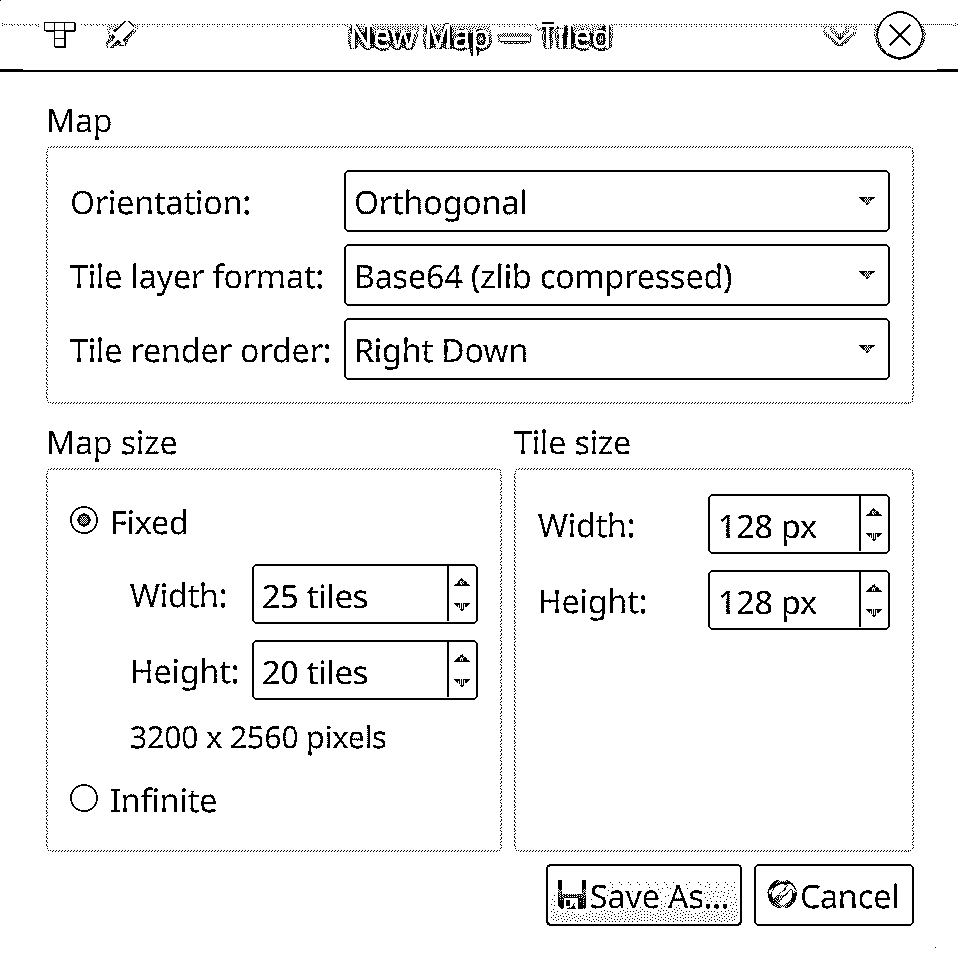 New Map — Tiled
Map
Orientation: Orthogonal
Tile layer format: Base64 (zlib compressed)
Tile render order: Right Down
Map size
Fixed
Width: 25 tiles
Height: 20 tiles
3200 x 2560 pixels
Infinite
Tile size
Width: 128 px
Height: 128 px
Save As...
Cancel